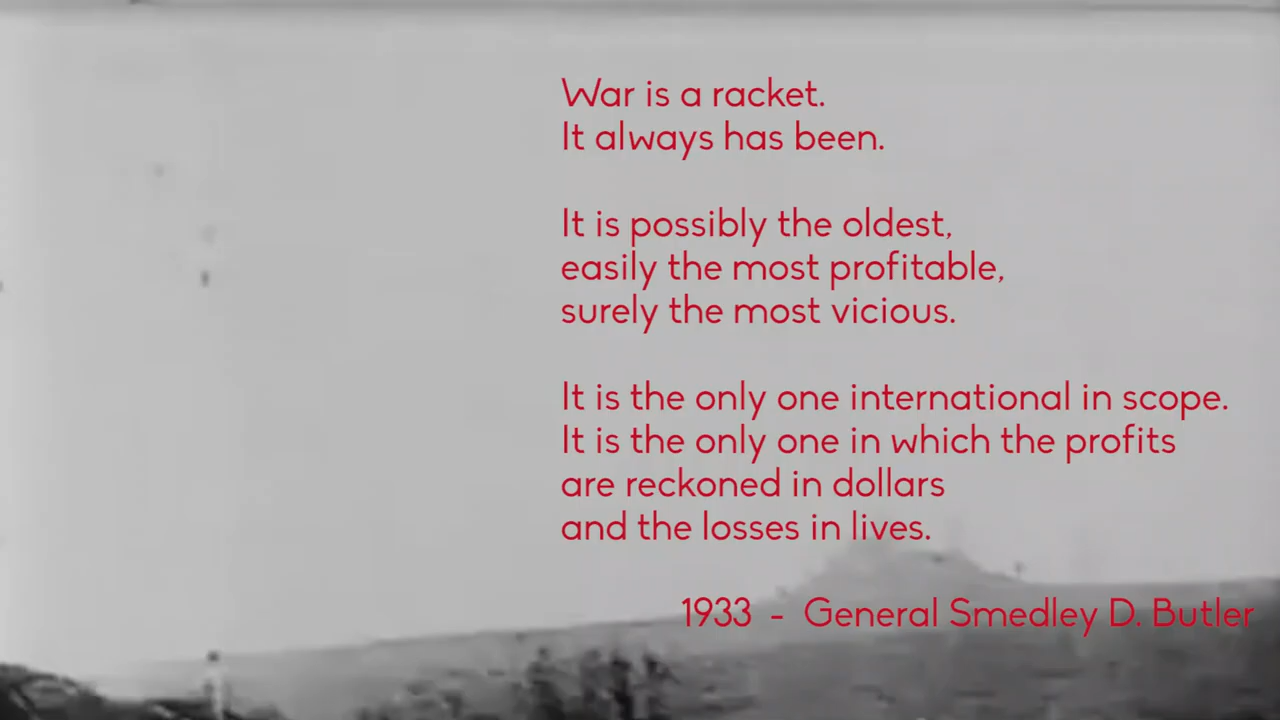 War is a racket.
It always has been.
It is possibly the oldest,
easily the most profitable,
surely the most vicious.
It is the only one international in scope.
It is the only one in which the profits
are reckoned in dollars
and the losses in lives.
1933 - General Smedley D. Butler